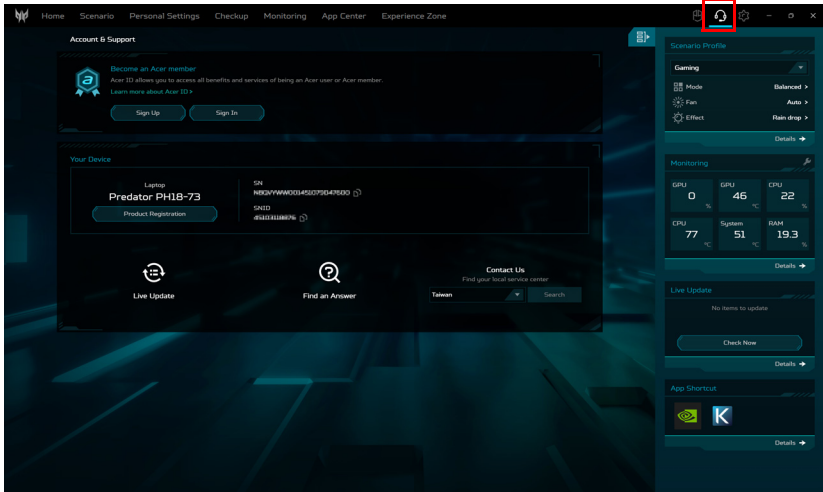 Home Scenario Personal Settings Checkup Monitoring App Center Experience Zone
Account & Support
Become an Acer member
Acer ID allows you to access all benefits and services of being an Acer user or Acer member.
Learn more about Acer ID >
Sign Up
Sign In
Your Device
Laptop
Predator PH18-73
Product Registration
SN
SNID
Live Update
Find an Answer
Contact Us
Find your local service center
Taiwan
Search
Scenario Profile
Gaming
Mode Balanced >
Fan Auto >
Effect Rain drop >
Details →
Monitoring
GPU GPU CPU
0 % 46 °C 22 %
CPU System RAM
77 °C 51 °C 19.3 %
Details →
Live Update
No items to update
Check Now
Details →
App Shortcut
K
Details →